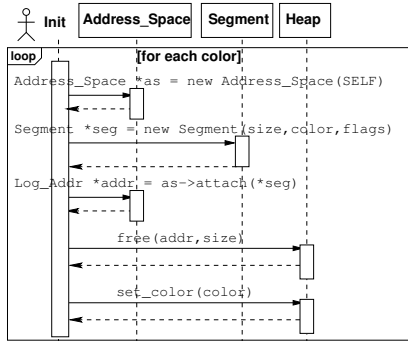 Init Address_Space Segment Heap
loop [for each color]
Address_Space *as = new Address_Space(SELF)
Segment *seg = new Segment(size,color,flags)
Log_Addr *addr = as->attach(*seg)
free(addr,size)
set_color(color)